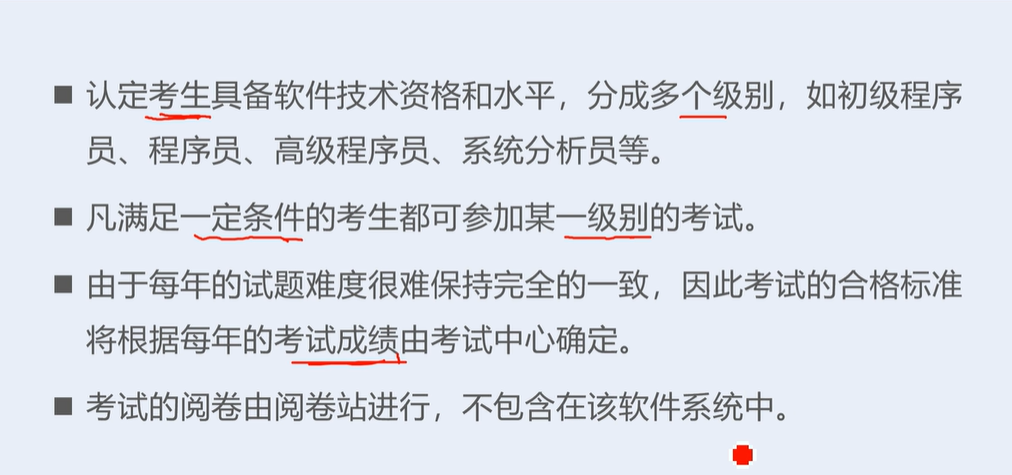 ■ 认定考生具备软件技术资格和水平，分成多个级别，如初级程序
员、程序员、高级程序员、系统分析员等。
■ 凡满足一定条件的考生都可参加某一级别的考试。
■ 由于每年的试题难度很难保持完全的一致，因此考试的合格标准
将根据每年的考试成绩由考试中心确定。
■ 考试的阅卷由阅卷站进行，不包含在该软件系统中。